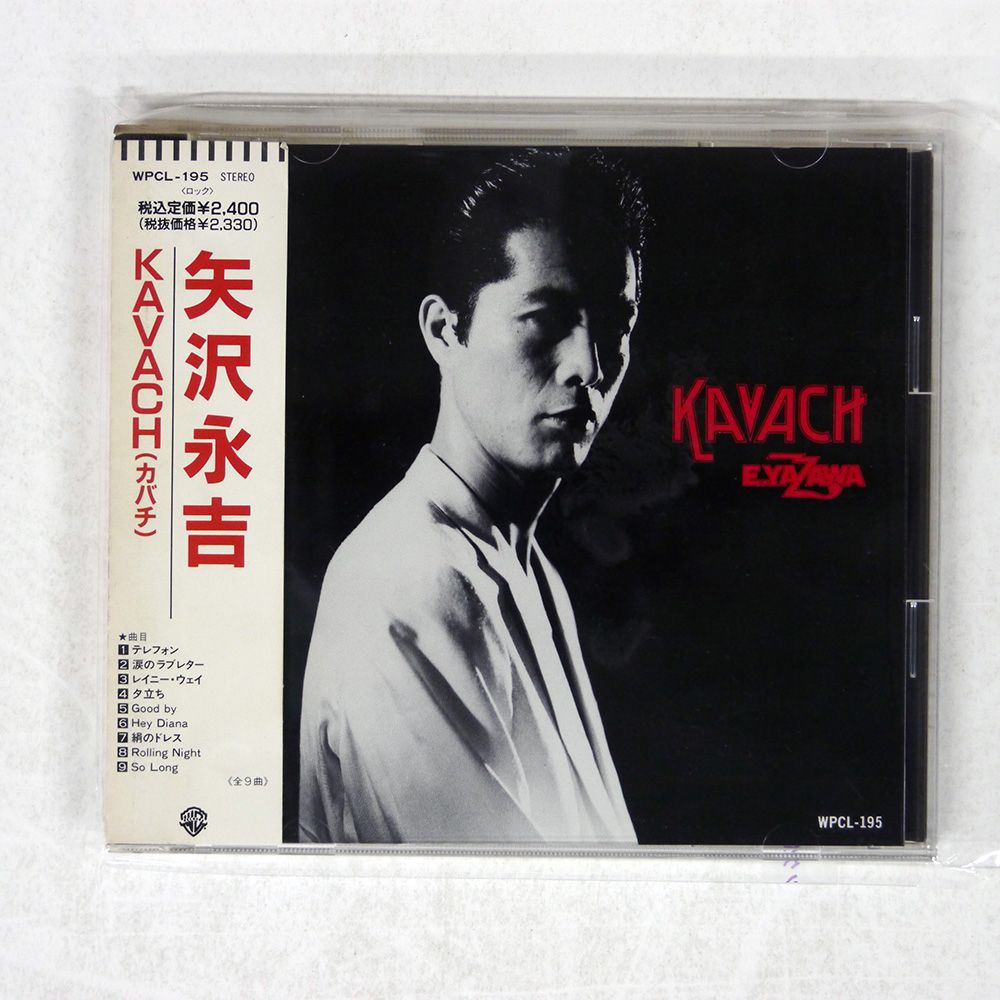 WPCL-195 STEREO
〈ロック〉
税込定価¥2,400
(税抜価格¥2,330)
矢沢永吉
KAVACH(カバチ)
★曲目
1 テレフォン
2 涙のラブレター
3 レイニー・ウェイ
4 夕立ち
5 Good by
6 Hey Diana
7 絹のドレス
8 Rolling Night
9 So Long
《全9曲》
KAVACH
E.YAZAWA
WPCL-195